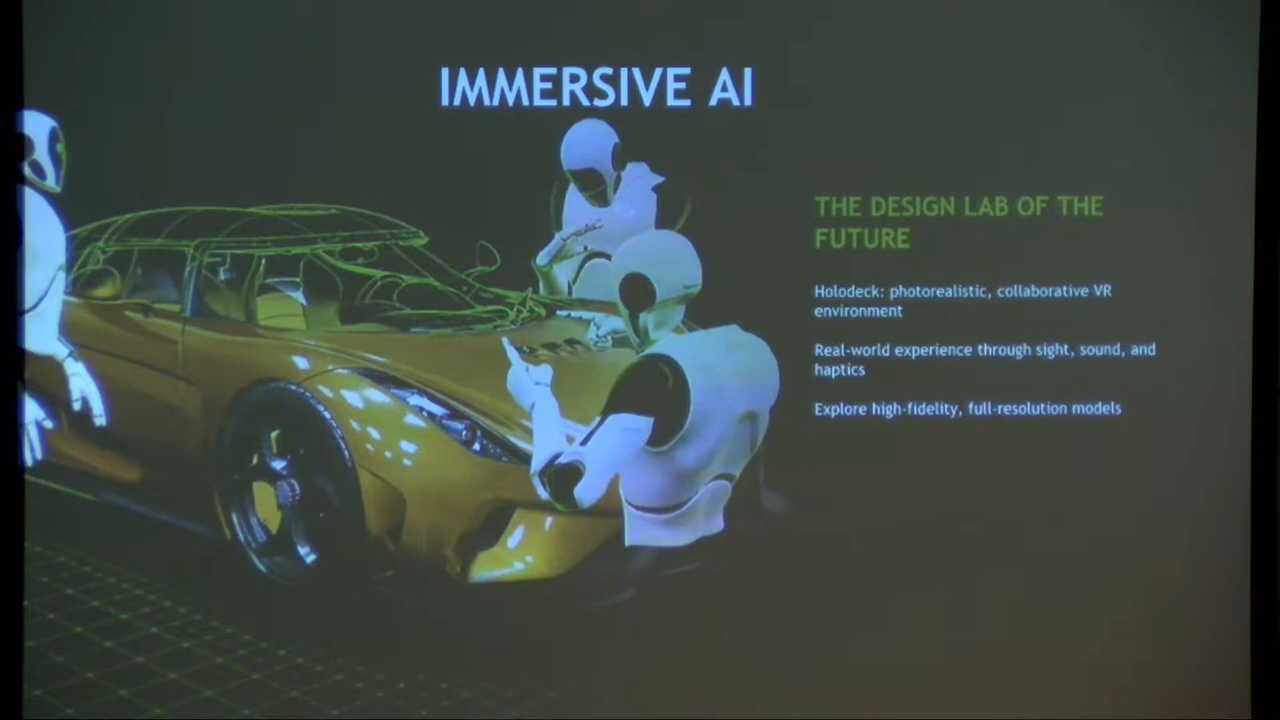 IMMERSIVE AI
THE DESIGN LAB OF THE
FUTURE
Holodeck: photorealistic, collaborative VR
environment
Real-world experience through sight, sound, and
haptics
Explore high-fidelity, full-resolution models